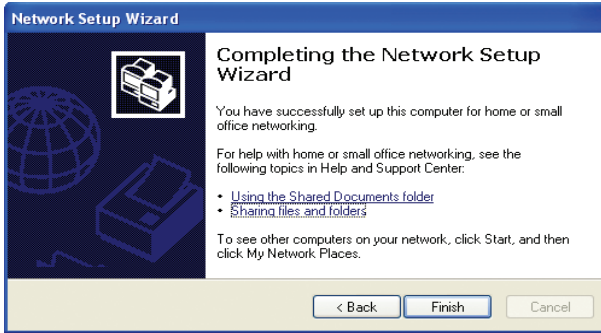 Network Setup Wizard
Completing the Network Setup
Wizard
You have successfully set up this computer for home or small
office networking.
For help with home or small office networking, see the
following topics in Help and Support Center:
• Using the Shared Documents folder
• Sharing files and folders
To see other computers on your network, click Start, and then
click My Network Places.
< Back Finish Cancel